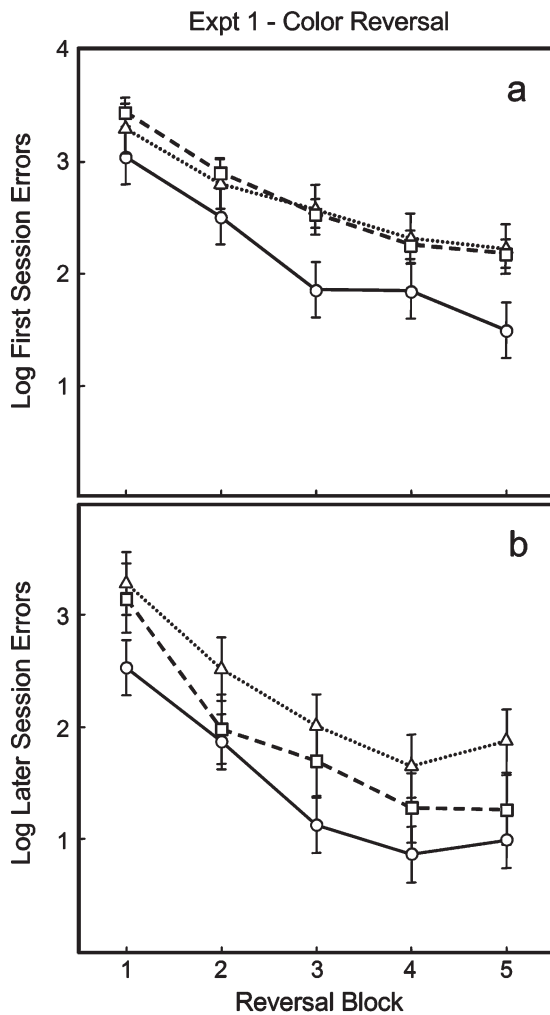 Expt 1 - Color Reversal
a
4
3
2
1
Log First Session Errors
b
3
2
1
Log Later Session Errors
1 2 3 4 5
Reversal Block